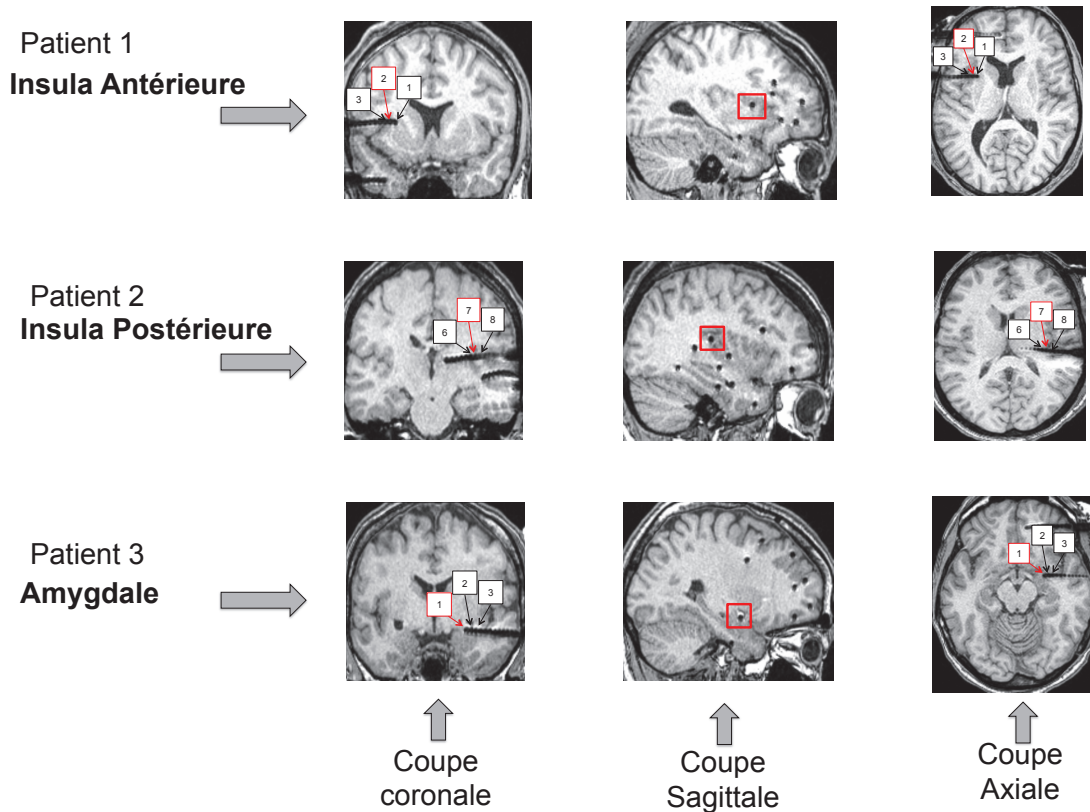 Patient 1
Insula Antérieure
2
3
1
2
3
1
Patient 2
Insula Postérieure
7
6
8
7
6
8
Patient 3
Amygdale
2
1
3
2
1
3
Coupe
coronale
Coupe
Sagittale
Coupe
Axiale